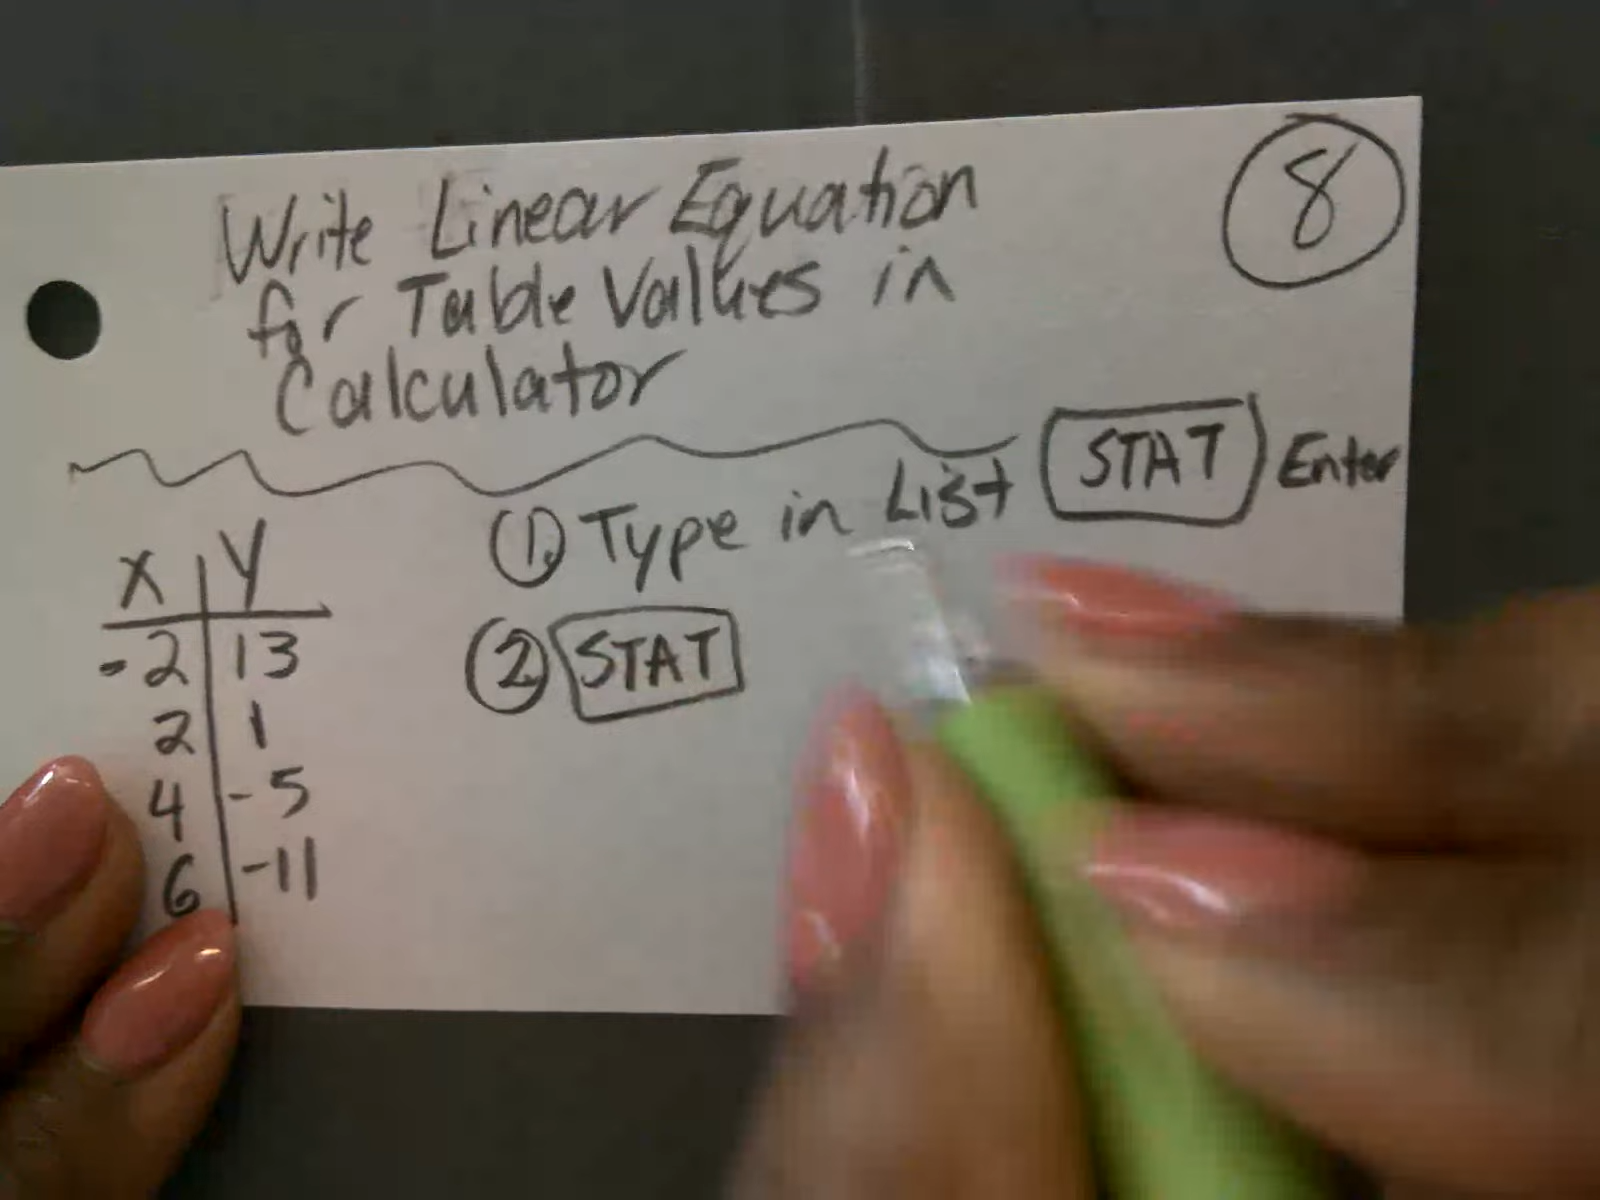 8
Write Linear Equation
for Table Values in
Calculator
① Type in List STAT Enter
② STAT
x y
-2 13
2 1
4 -5
6 -11